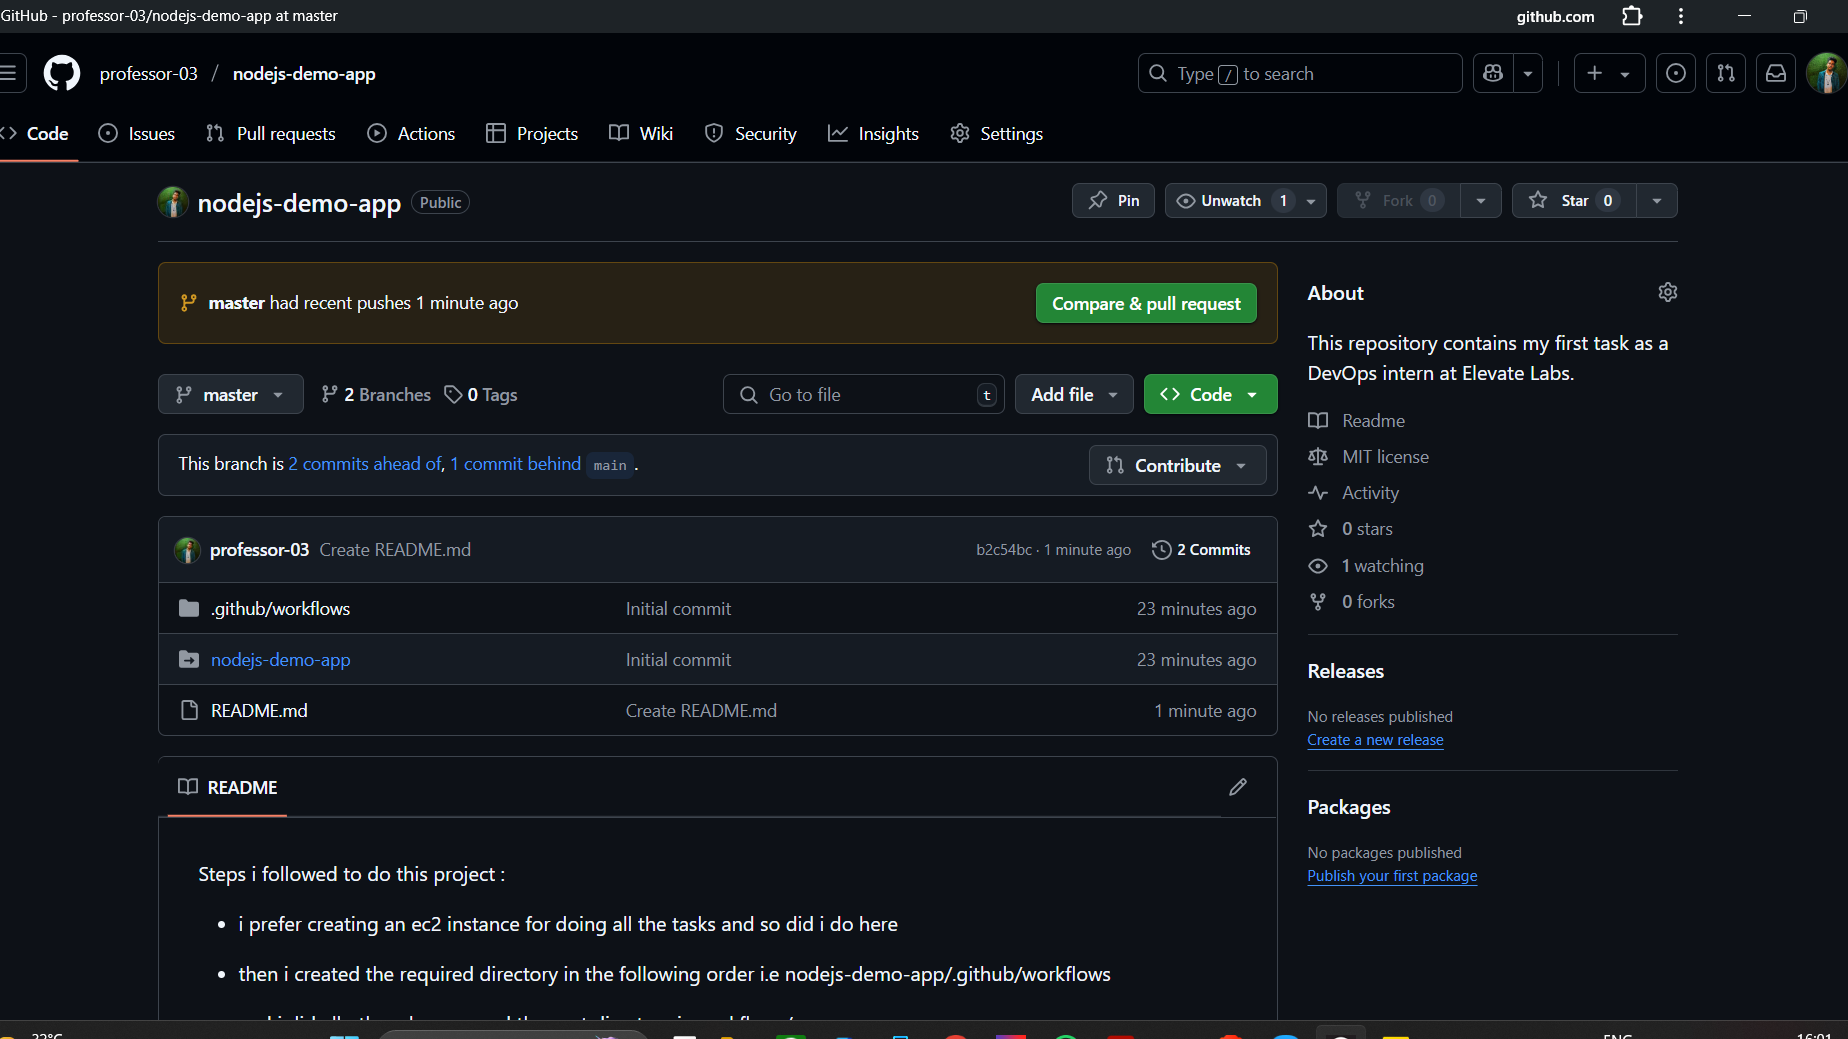 GitHub - professor-03/nodejs-demo-app at master
github.com
professor-03 / nodejs-demo-app
Type / to search
Code Issues Pull requests Actions Projects Wiki Security Insights Settings
nodejs-demo-app Public
Pin Unwatch 1 Fork 0 Star 0
master had recent pushes 1 minute ago
Compare & pull request
About
This repository contains my first task as a
DevOps intern at Elevate Labs.
master 2 Branches 0 Tags
Go to file t
Add file
Code
This branch is 2 commits ahead of, 1 commit behind main .
Contribute
Readme
MIT license
Activity
0 stars
1 watching
0 forks
professor-03 Create README.md b2c54bc · 1 minute ago 2 Commits
.github/workflows Initial commit 23 minutes ago
nodejs-demo-app Initial commit 23 minutes ago
README.md Create README.md 1 minute ago
Releases
No releases published
Create a new release
Packages
No packages published
Publish your first package
README
Steps i followed to do this project :
i prefer creating an ec2 instance for doing all the tasks and so did i do here
then i created the required directory in the following order i.e nodejs-demo-app/.github/workflows